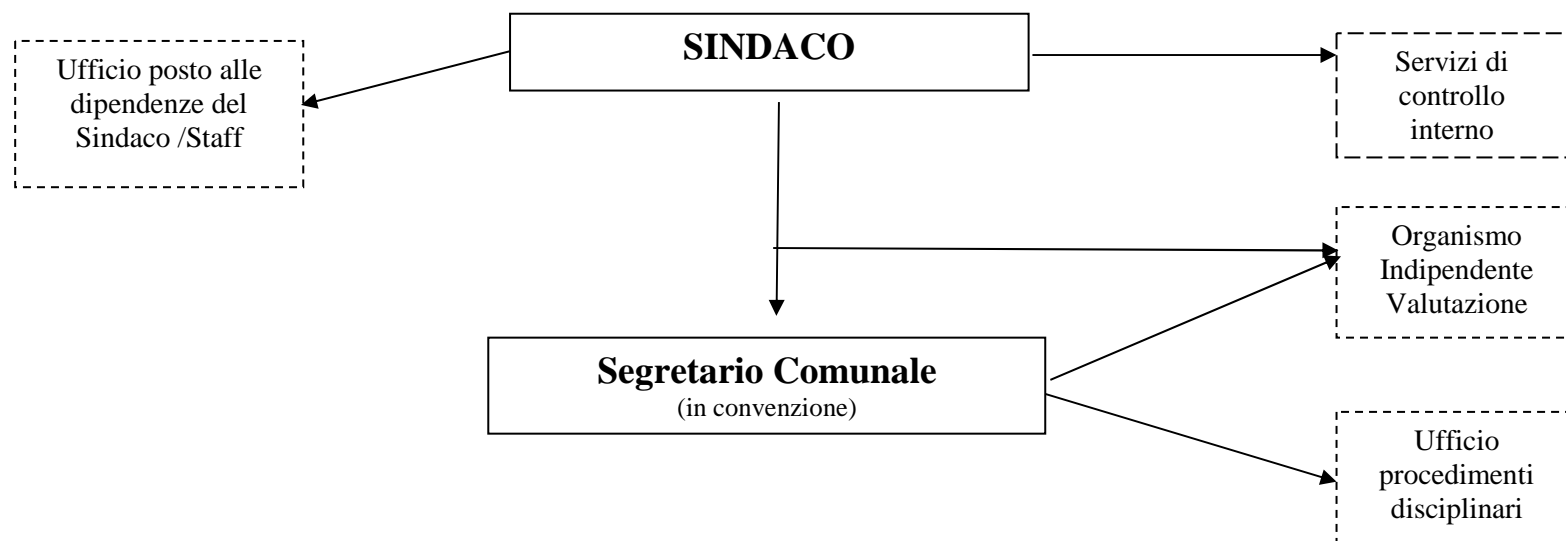 SINDACO
Ufficio posto alle
dipendenze del
Sindaco /Staff
Servizi di
controllo
interno
Organismo
Indipendente
Valutazione
Segretario Comunale
(in convenzione)
Ufficio
procedimenti
disciplinari